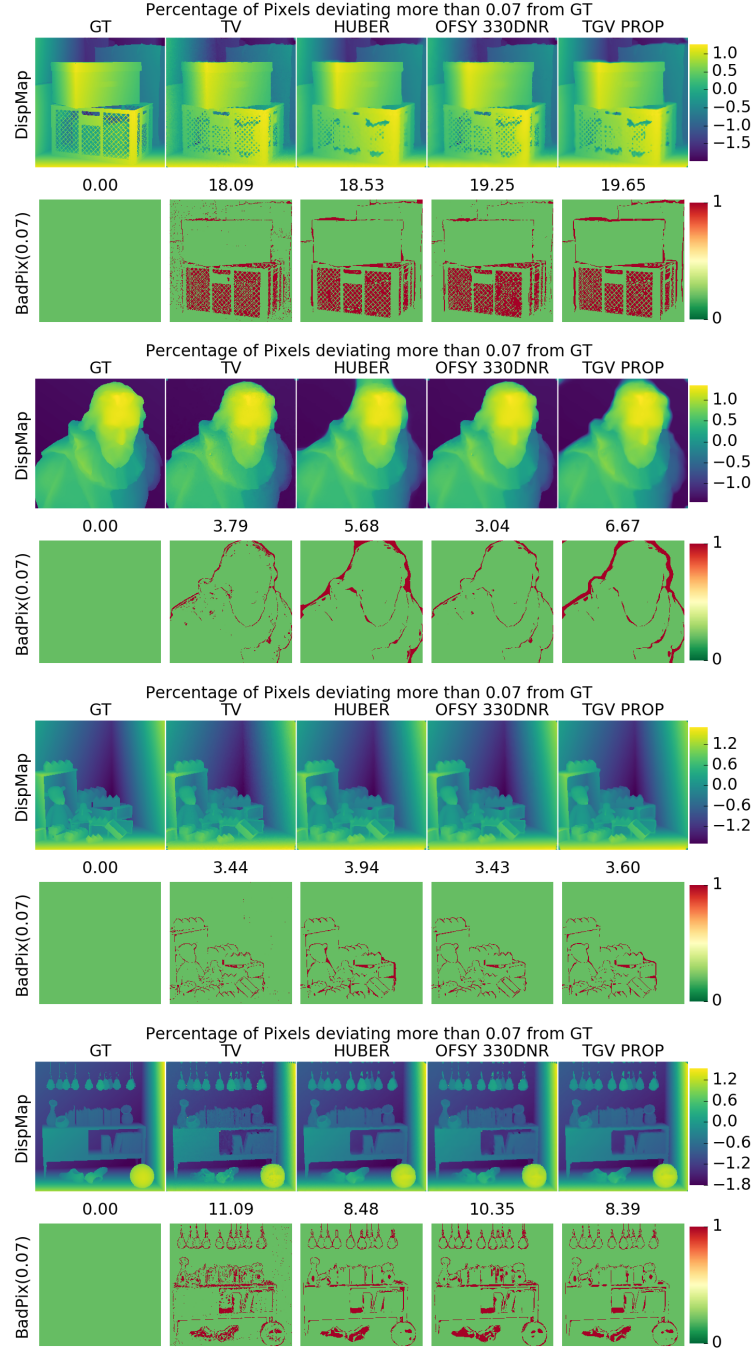 Percentage of Pixels deviating more than 0.07 from GT
GT TV HUBER OFSY 330DNR TGV PROP
DispMap
1.0
0.5
0.0
−0.5
−1.0
−1.5
0.00 18.09 18.53 19.25 19.65
BadPix(0.07)
1
0
Percentage of Pixels deviating more than 0.07 from GT
GT TV HUBER OFSY 330DNR TGV PROP
DispMap
1.0
0.5
0.0
−0.5
−1.0
0.00 3.79 5.68 3.04 6.67
BadPix(0.07)
1
0
Percentage of Pixels deviating more than 0.07 from GT
GT TV HUBER OFSY 330DNR TGV PROP
DispMap
1.2
0.6
0.0
−0.6
−1.2
0.00 3.44 3.94 3.43 3.60
BadPix(0.07)
1
0
Percentage of Pixels deviating more than 0.07 from GT
GT TV HUBER OFSY 330DNR TGV PROP
DispMap
1.2
0.6
0.0
−0.6
−1.2
−1.8
0.00 11.09 8.48 10.35 8.39
BadPix(0.07)
1
0